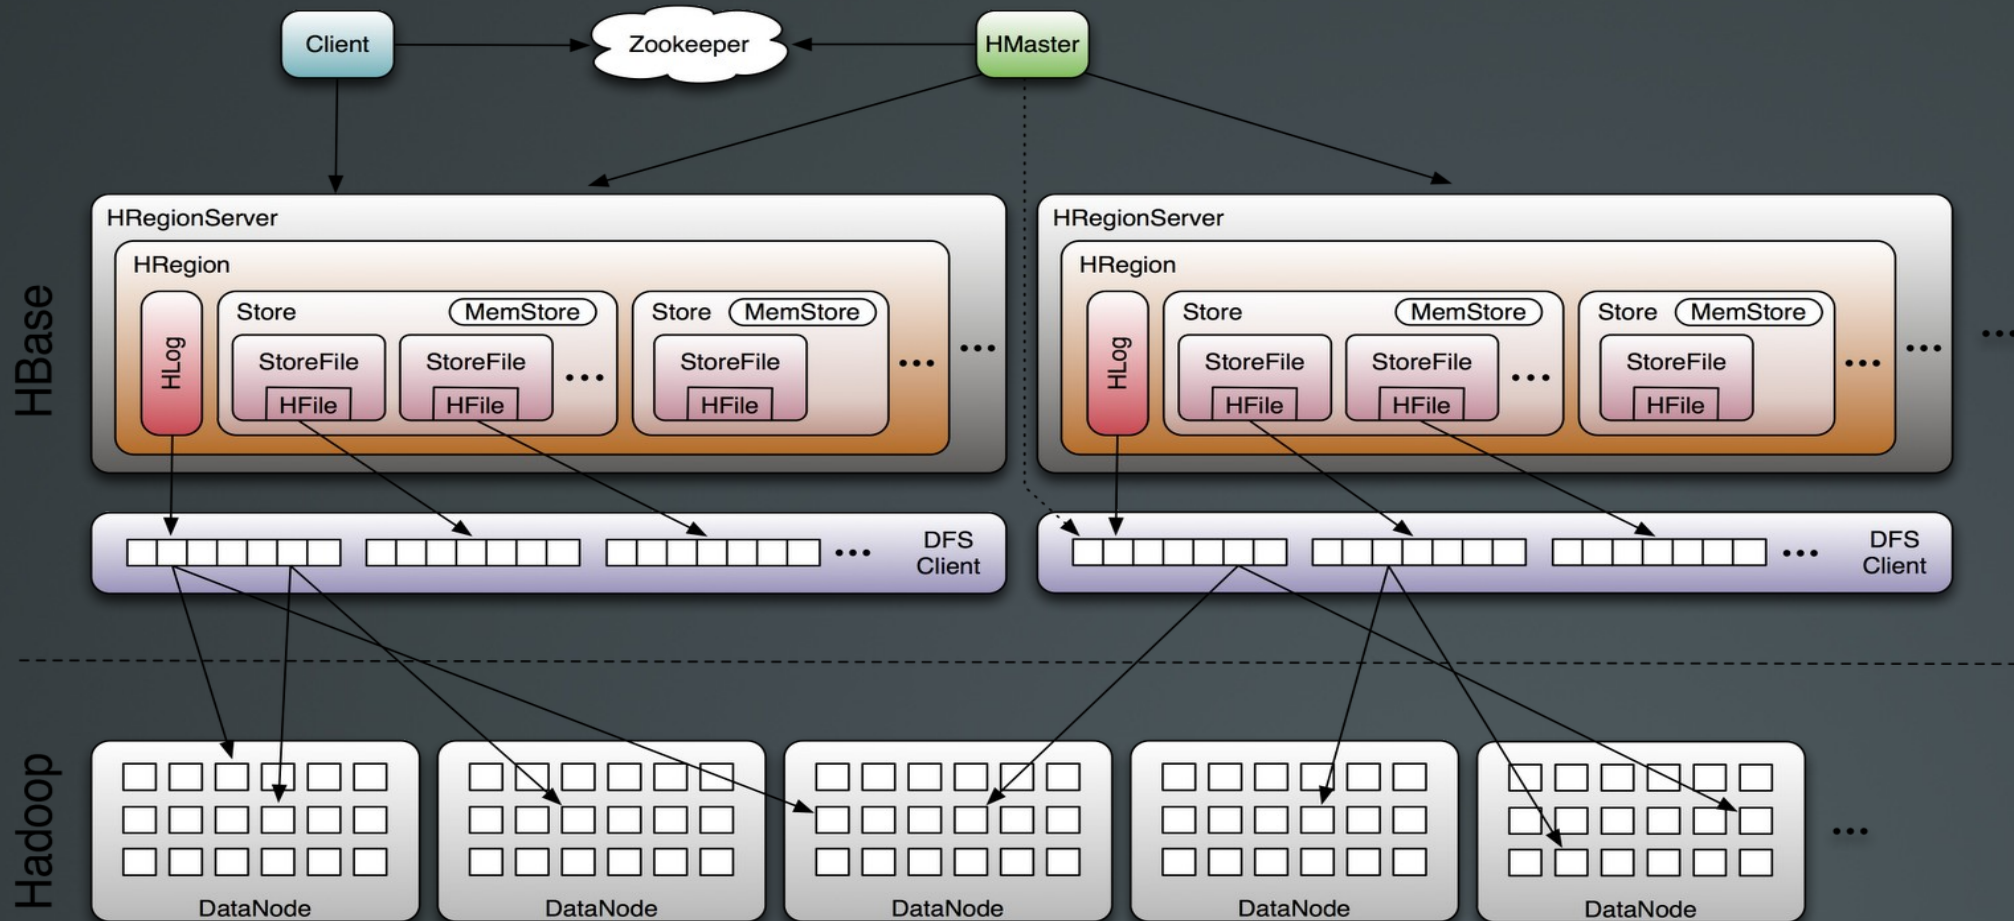 Client
Zookeeper
HMaster
HBase
HRegionServer
HRegion
HLog
Store
MemStore
StoreFile
HFile
StoreFile
HFile
...
Store
MemStore
StoreFile
HFile
...
...
HRegionServer
HRegion
HLog
Store
MemStore
StoreFile
HFile
StoreFile
HFile
...
Store
MemStore
StoreFile
HFile
...
...
...
...
DFS
Client
...
DFS
Client
Hadoop
DataNode
DataNode
DataNode
DataNode
DataNode
...